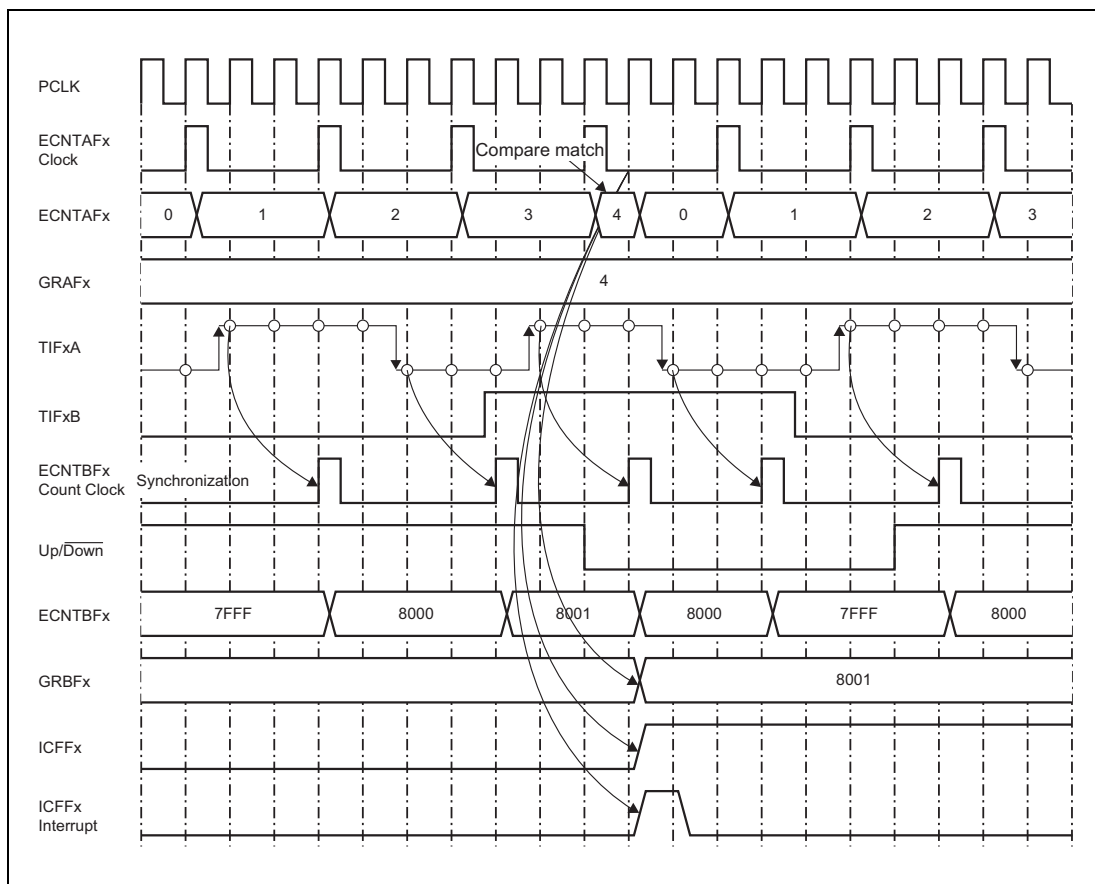 PCLK
ECNTAFx
Clock
Compare match
ECNTAFx
0 1 2 3 4 0 1 2 3
GRAFx
4
TIFxA
TIFxB
ECNTBFx
Count Clock
Synchronization
Up/Down
ECNTBFx
7FFF 8000 8001 8000 7FFF 8000
GRBFx
8001
ICFFx
ICFFx
Interrupt